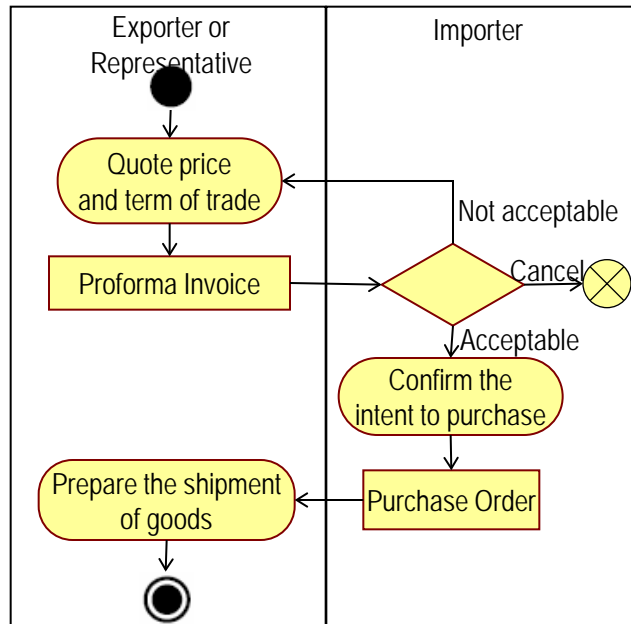 Exporter or
Representative
Importer
Quote price
and term of trade
Not acceptable
Proforma Invoice
Cancel
Acceptable
Confirm the
intent to purchase
Prepare the shipment
of goods
Purchase Order